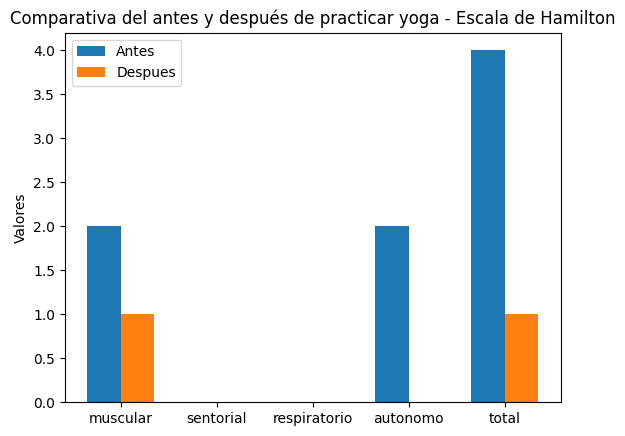 Comparativa del antes y después de practicar yoga - Escala de Hamilton
Antes
Despues
Valores
4.0
3.5
3.0
2.5
2.0
1.5
1.0
0.5
0.0
muscular
sentorial
respiratorio
autonomo
total